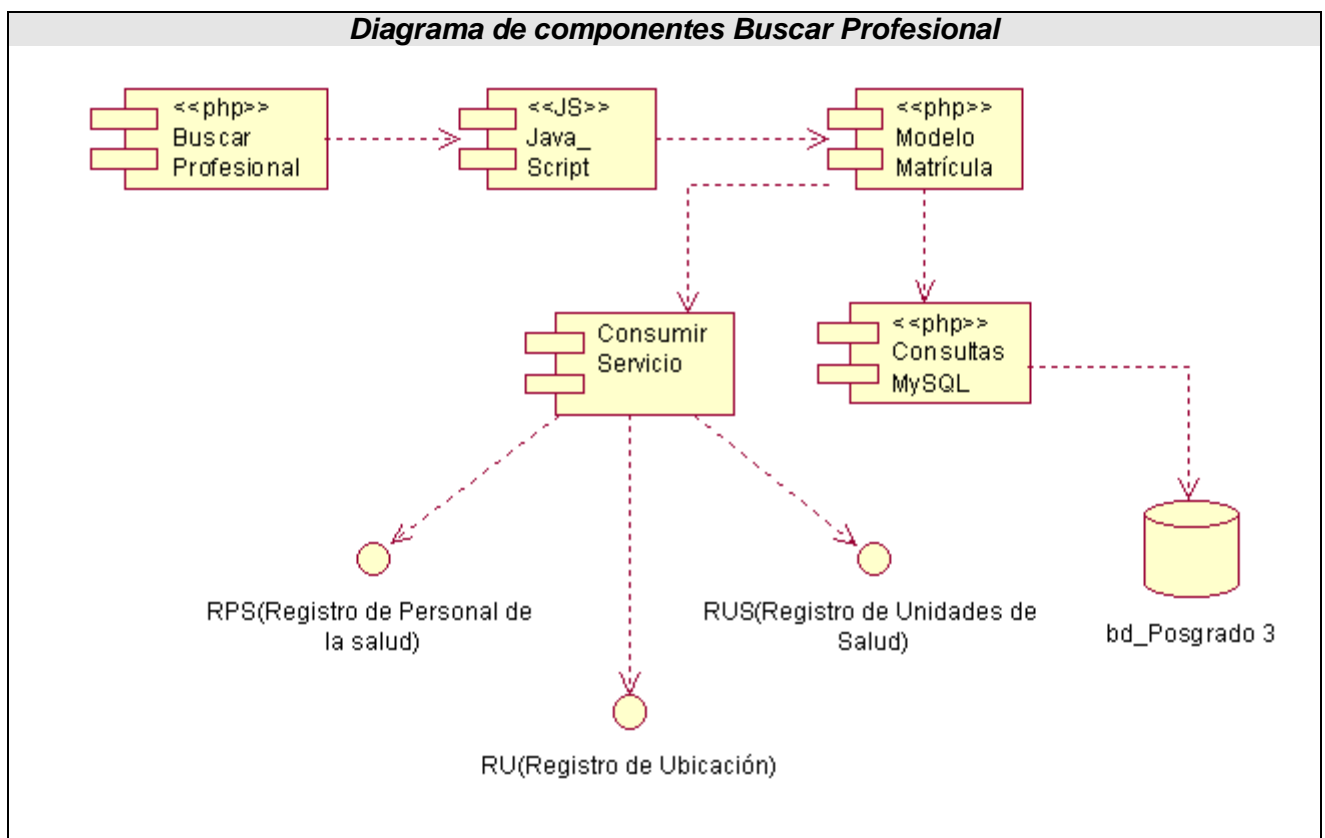 Diagrama de componentes Buscar Profesional
<<php>>
Buscar
Profesional
<<JS>>
Java_
Script
<<php>>
Modelo
Matrícula
Consumir
Servicio
<<php>>
Consultas
MySQL
RPS(Registro de Personal de
la salud)
RUS(Registro de Unidades de
Salud)
bd_Posgrado 3
RU(Registro de Ubicación)